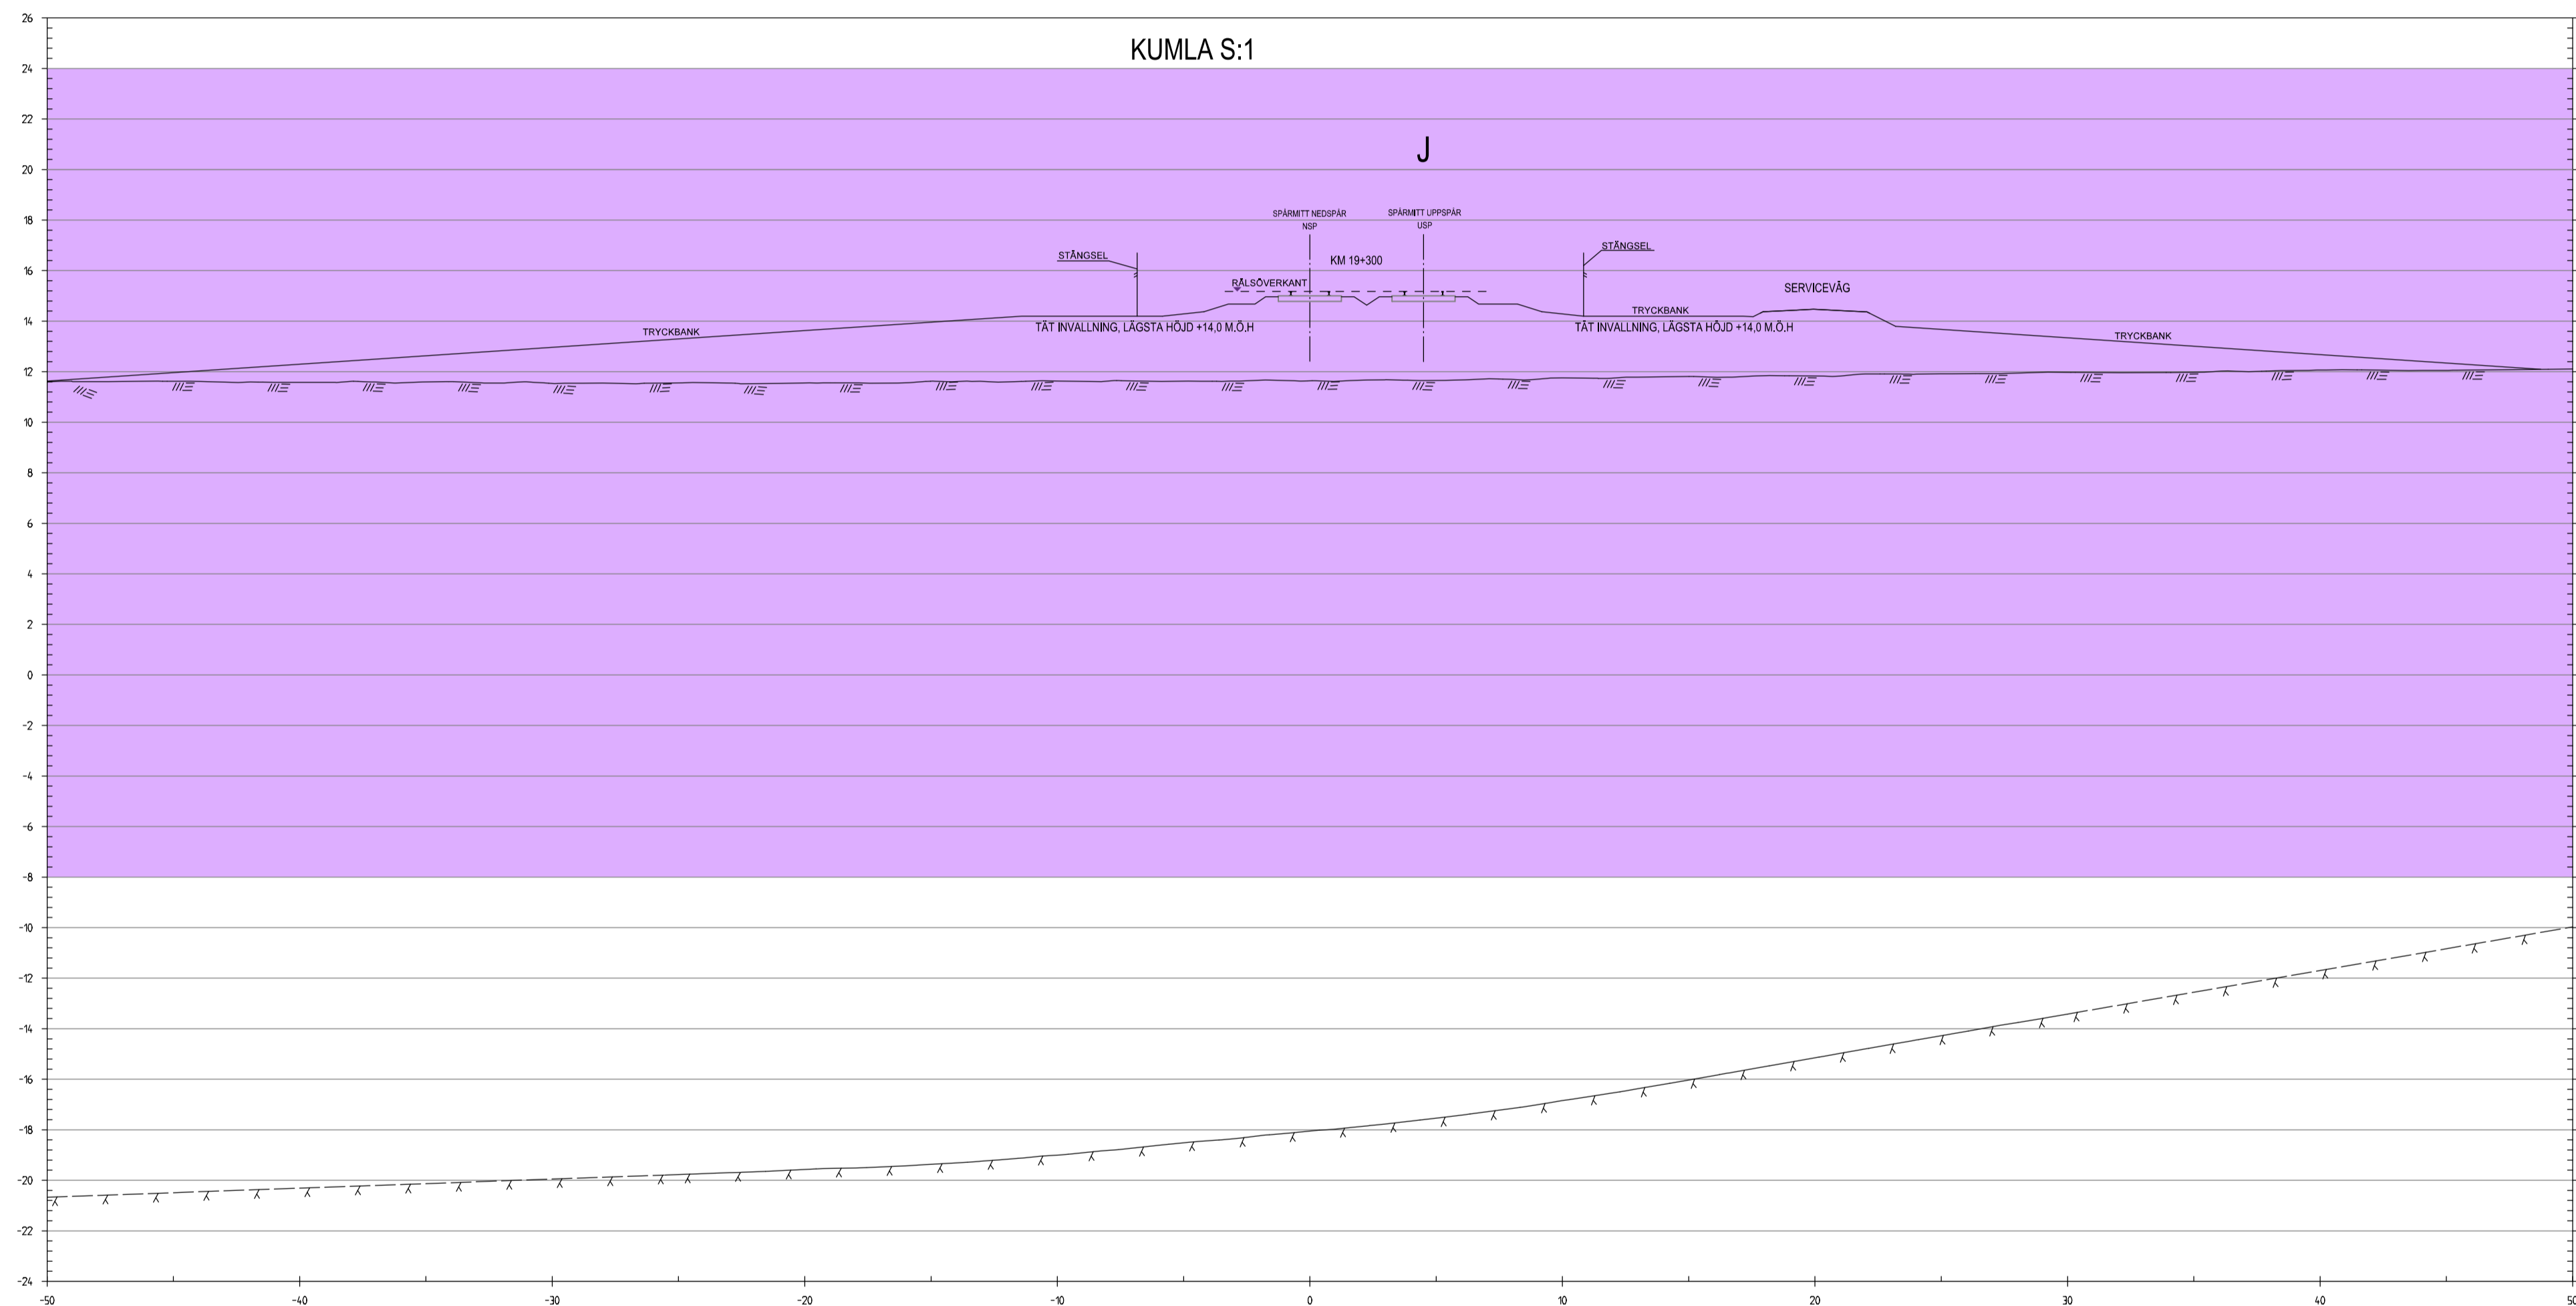 KUMLA S:1
J
SPÅRMITT NEDSPÅR
NSP
SPÅRMITT UPPSPÅR
USP
STÄNGSEL
STÄNGSEL
KM 19+300
RÄLSÖVERKANT
SERVICEVÄG
TRYCKBANK
TRYCKBANK
TRYCKBANK
TÄT INVALLNING, LÄGSTA HÖJD +14,0 M.Ö.H
TÄT INVALLNING, LÄGSTA HÖJD +14,0 M.Ö.H
26
24
22
20
18
16
14
12
10
8
6
4
2
0
-2
-4
-6
-8
-10
-12
-14
-16
-18
-20
-22
-24
-50 -40 -30 -20 -10 0 10 20 30 40 50